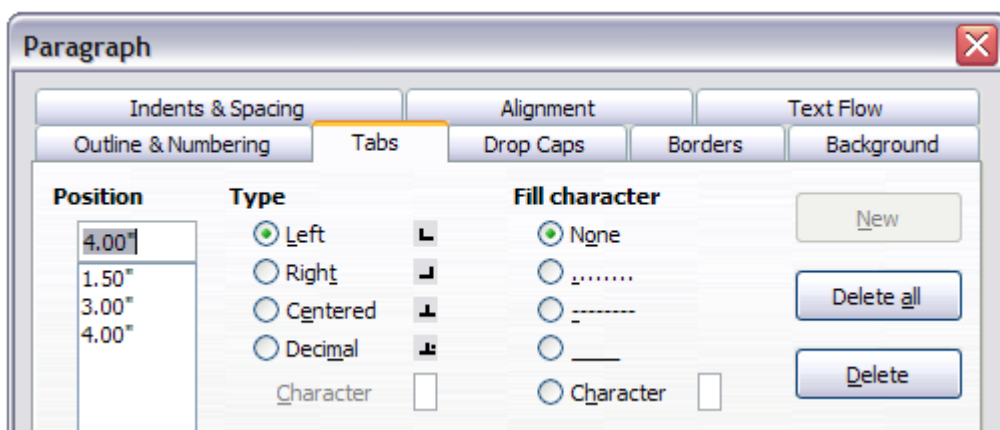 Paragraph
Indents & Spacing Alignment Text Flow
Outline & Numbering Tabs Drop Caps Borders Background
Position Type Fill character
New
4.00" Left None
1.50" Right ........
3.00" Centered --------
4.00" Decimal ____
Character Character
Delete all
Delete